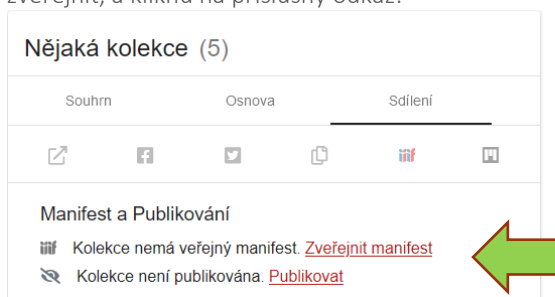 zveřejnit, a kliknu na příslušný odkaz:
Nějaká kolekce (5)
Souhrn Osnova Sdílení
iiif
Manifest a Publikování
iiif Kolekce nemá veřejný manifest. Zveřejnit manifest
Kolekce není publikována. Publikovat